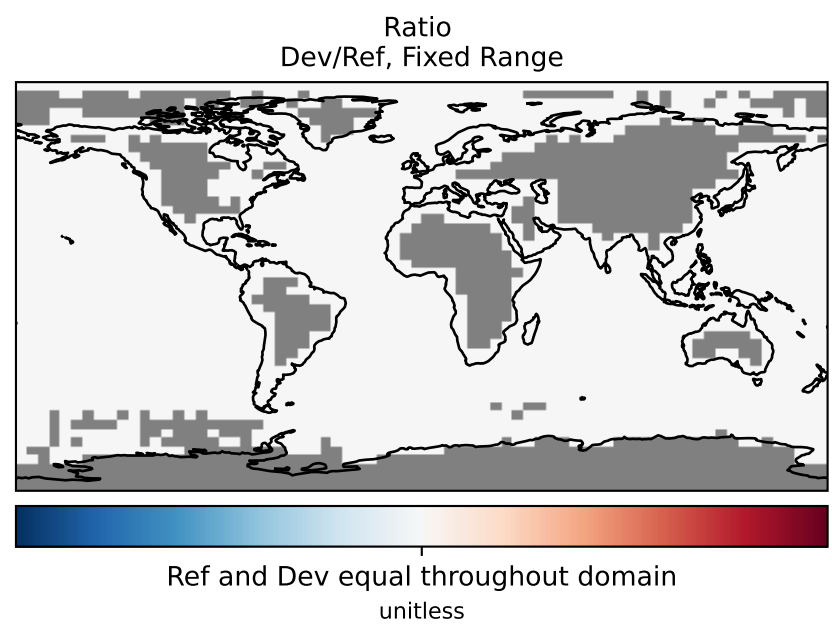 Ratio
Dev/Ref, Fixed Range
Ref and Dev equal throughout domain
unitless